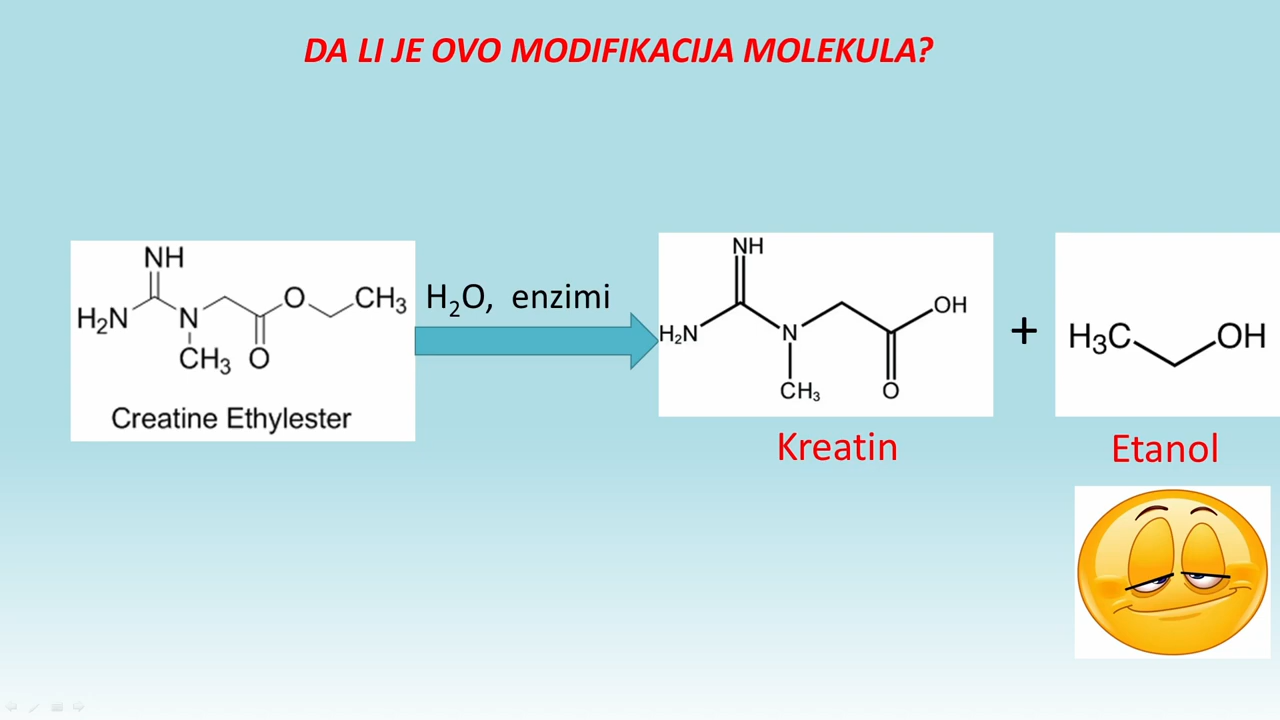 DA LI JE OVO MODIFIKACIJA MOLEKULA?
NH
H₂N
N
CH₃
O
O
CH₃
Creatine Ethylester
H₂O, enzimi
NH
H₂N
N
CH₃
O
OH
Kreatin
+
H₃C
OH
Etanol